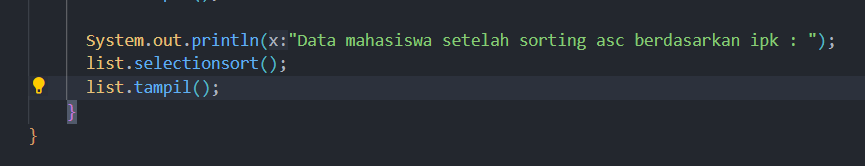 System.out.println(x:"Data mahasiswa setelah sorting asc berdasarkan ipk : ");
list.selectionsort();
list.tampil();
}
}